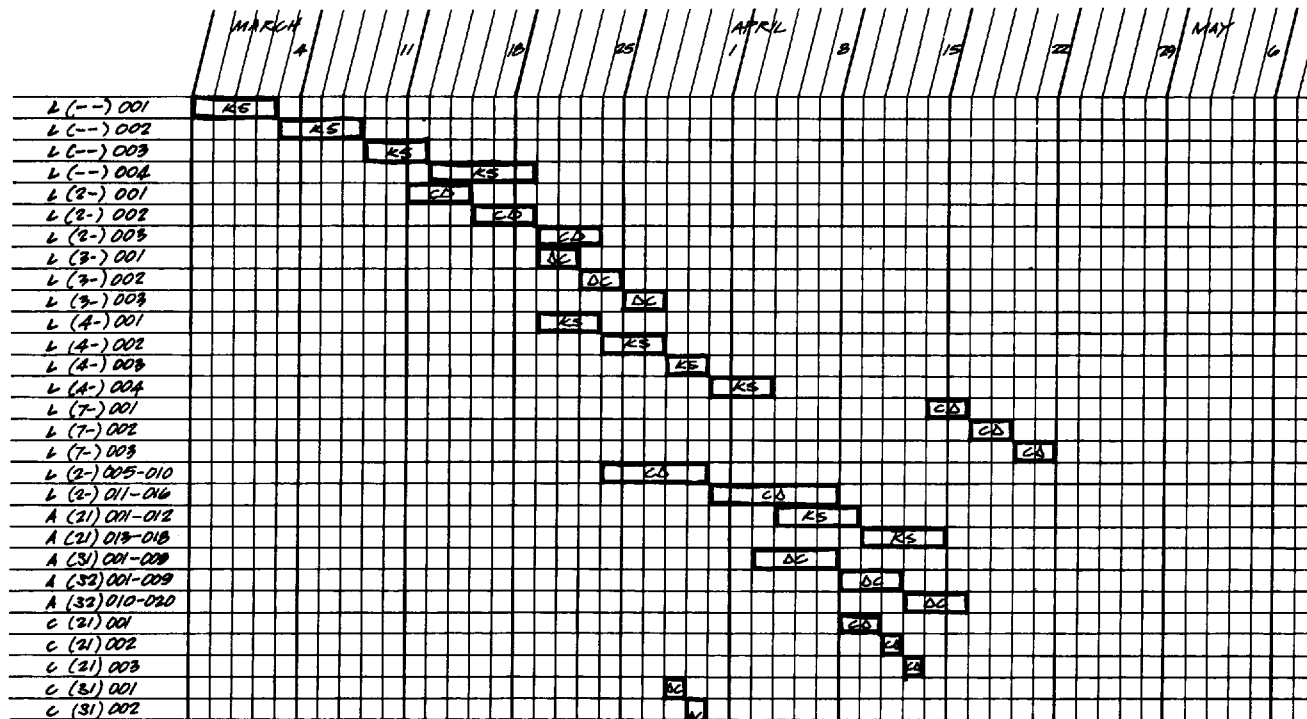 MARCH APRIL MAY
4 11 18 25 1 8 15 22 29 6
L (--) 001 KS
L (--) 002 KS
L (--) 003 KS
L (--) 004 KS
L (2-) 001 CD
L (2-) 002 CD
L (2-) 003 CD
L (3-) 001 DC
L (3-) 002 DC
L (3-) 003 DC
L (4-) 001 KS
L (4-) 002 KS
L (4-) 003 KS
L (4-) 004 KS
L (7-) 001 CD
L (7-) 002 CD
L (7-) 003 CD
L (2-) 005-010 CD
L (2-) 011-016 CD
A (21) 001-012 KS
A (21) 013-018 KS
A (31) DC
A (32) 001-009 DC
A (32) 010-020 DC
C (21) 001 CD
C (21) 002 CD
C (21) 003 CD
C (31) 001 DC
C (31) 002